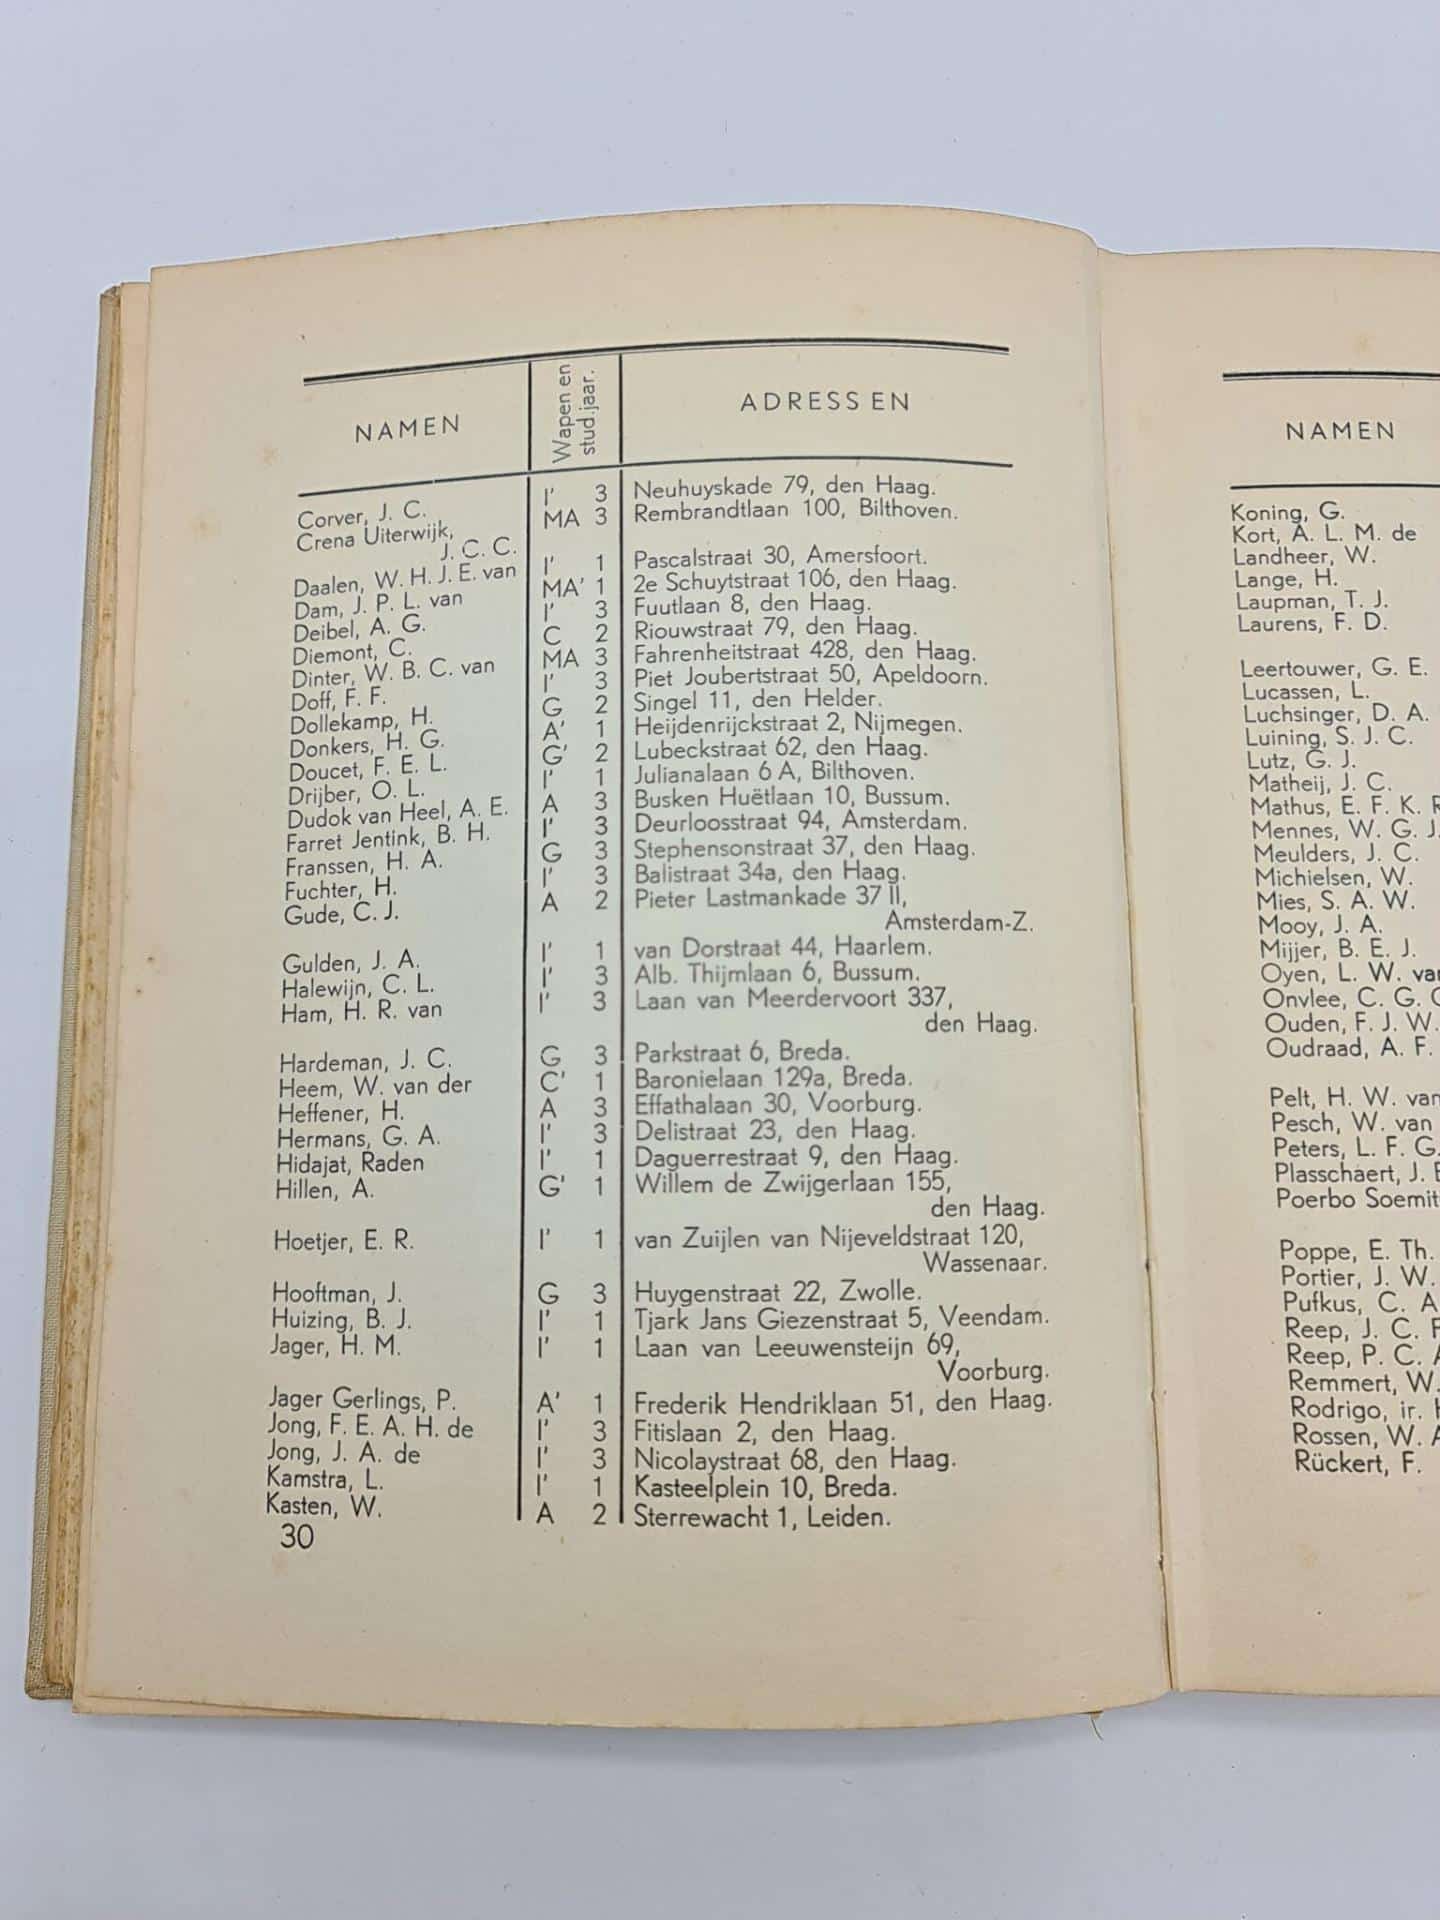 NAMEN Wapen en stud.jaar. ADRESSEN
Corver, J. C. I' 3 Neuhuyskade 79, den Haag.
Crena Uiterwijk, MA 3 Rembrandtlaan 100, Bilthoven.
J. C. C.
Daalen, W. H. J. E. van I' 1 Pascalstraat 30, Amersfoort.
Dam, J. P. L. van MA' 1 2e Schuytstraat 106, den Haag.
Deibel, A. G. I' 3 Fuutlaan 8, den Haag.
Diemont, C. C 2 Riouwstraat 79, den Haag.
Dinter, W. B. C. van MA 3 Fahrenheitstraat 428, den Haag.
Doff, F. F. I' 3 Piet Joubertstraat 50, Apeldoorn.
Dollekamp, H. G 2 Singel 11, den Helder.
Donkers, H. G. A' 1 Heijdenrijckstraat 2, Nijmegen.
Doucet, F. E. L. G' 2 Lubeckstraat 62, den Haag.
Drijber, O. L. I' 1 Julianalaan 6 A, Bilthoven.
Dudok van Heel, A. E. A 3 Busken Huëtlaan 10, Bussum.
Farret Jentink, B. H. I' 3 Deurloosstraat 94, Amsterdam.
Franssen, H. A. G 3 Stephensonstraat 37, den Haag.
Fuchter, H. I' 3 Balistraat 34a, den Haag.
Gude, C. J. A 2 Pieter Lastmankade 37 II,
Amsterdam-Z.
Gulden, J. A. I' 1 van Dorstraat 44, Haarlem.
Halewijn, C. L. I' 3 Alb. Thijmlaan 6, Bussum.
Ham, H. R. van I' 3 Laan van Meerdervoort 337,
den Haag.
Hardeman, J. C. G 3 Parkstraat 6, Breda.
Heem, W. van der C' 1 Baronielaan 129a, Breda.
Heffener, H. A 3 Effathalaan 30, Voorburg.
Hermans, G. A. I' 3 Delistraat 23, den Haag.
Hidajat, Raden I' 1 Daguerrestraat 9, den Haag.
Hillen, A. G' 1 Willem de Zwijgerlaan 155,
den Haag.
Hoetjer, E. R. I' 1 van Zuijlen van Nijeveldstraat 120,
Wassenaar.
Hooftman, J. G 3 Huygenstraat 22, Zwolle.
Huizing, B. J. I' 1 Tjark Jans Giezenstraat 5, Veendam.
Jager, H. M. I' 1 Laan van Leeuwensteijn 69,
Voorburg.
Jager Gerlings, P. A' 1 Frederik Hendriklaan 51, den Haag.
Jong, F. E. A. H. de I' 3 Fitislaan 2, den Haag.
Jong, J. A. de I' 3 Nicolaystraat 68, den Haag.
Kamstra, L. I' 1 Kasteelplein 10, Breda.
Kasten, W. A 2 Sterrewacht 1, Leiden.
30
NAMEN
Koning, G.
Kort, A. L. M. de
Landheer, W.
Lange, H.
Laupman, T. J.
Laurens, F. D.
Leertouwer, G. E.
Lucassen, L.
Luchsinger, D. A.
Luining, S. J. C.
Lutz, G. J.
Matheij, J. C.
Mathus, E. F. K.
Mennes, W. G. J.
Meulders, J. C.
Michielsen, W.
Mies, S. A. W.
Mooy, J. A.
Mijjer, B. E. J.
Oyen, L. W. va
Onvlee, C. G.
Ouden, F. J. W.
Oudraad, A. F.
Pelt, H. W. van
Pesch, W. van
Peters, L. F. G.
Plasschaert, J.
Poerbo Soemit
Poppe, E. Th.
Portier, J. W.
Pufkus, C. A
Reep, J. C.
Reep, P. C.
Remmert, W.
Rodrigo, ir.
Rossen, W.
Rückert, F.